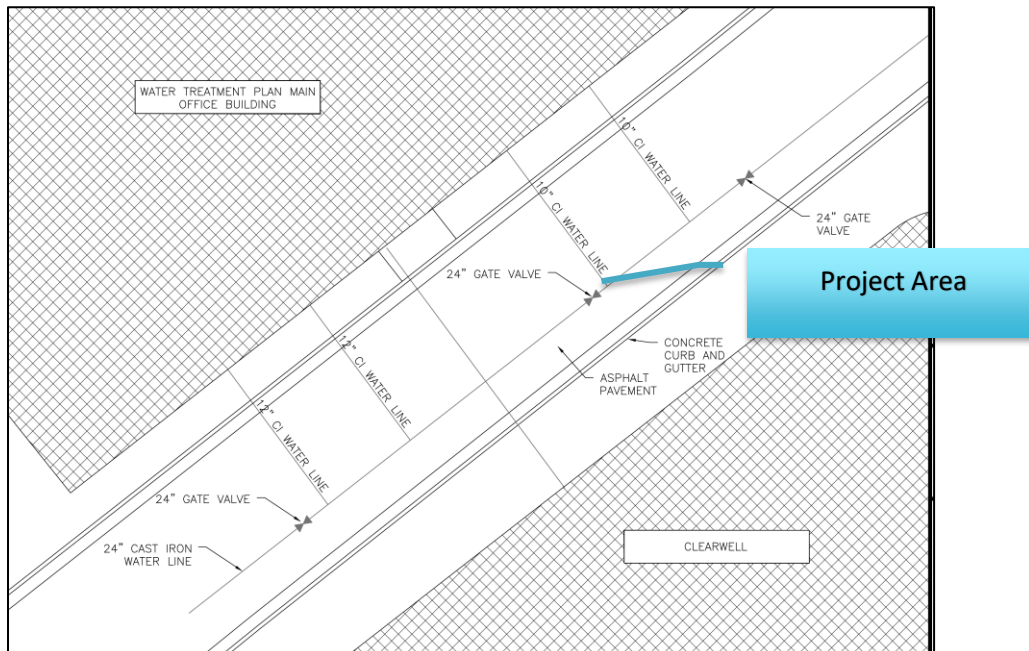 WATER TREATMENT PLAN MAIN
OFFICE BUILDING
10" CI WATER LINE
10" CI WATER LINE
24" GATE
VALVE
24" GATE VALVE
Project Area
12" CI WATER LINE
CONCRETE
CURB AND
GUTTER
ASPHALT
PAVEMENT
12" CI WATER LINE
24" GATE VALVE
24" CAST IRON
WATER LINE
CLEARWELL